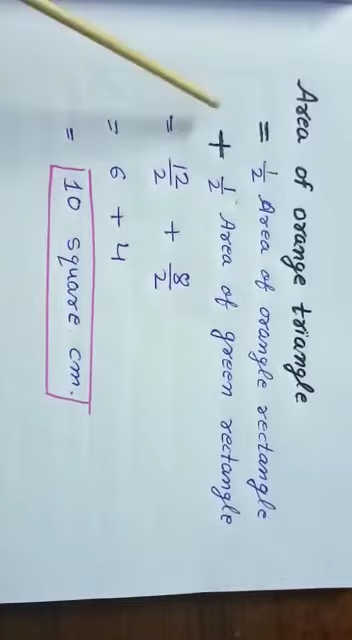 Area of orange triangle
= 1/2 Area of orangle rectangle
+ 1/2 Area of green rectangle
= 12/2 + 8/2
= 6 + 4
= 10 square cm.